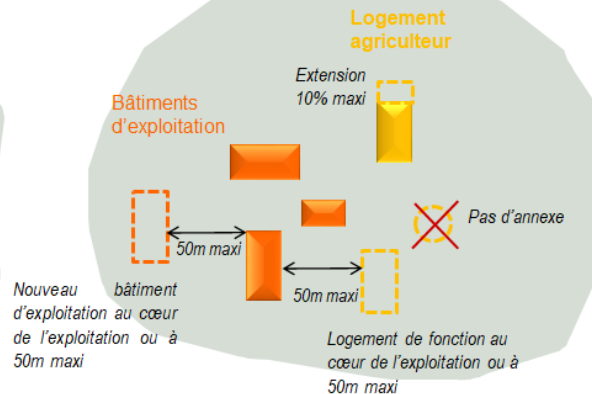 Logement
agriculteur
Extension
10% maxi
Bâtiments
d'exploitation
Pas d'annexe
50m maxi
50m maxi
Nouveau bâtiment
d'exploitation au cœur
de l'exploitation ou à
50m maxi
Logement de fonction au
cœur de l'exploitation ou à
50m maxi